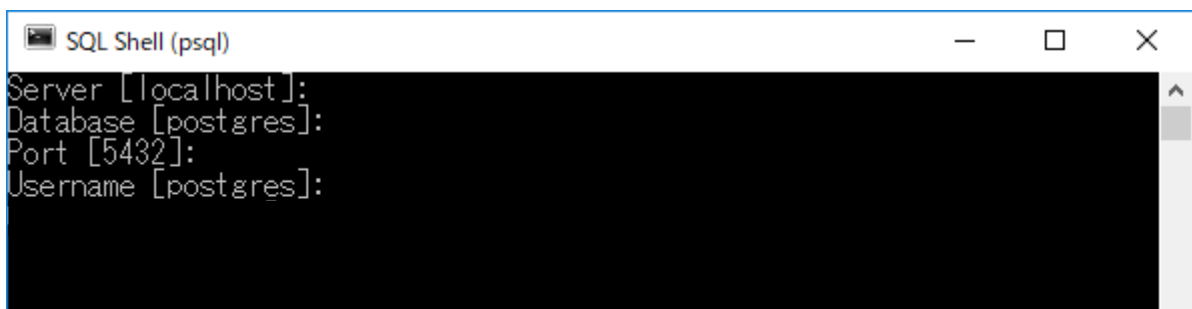 SQL Shell (psql)
Server [localhost]:
Database [postgres]:
Port [5432]:
Username [postgres]: